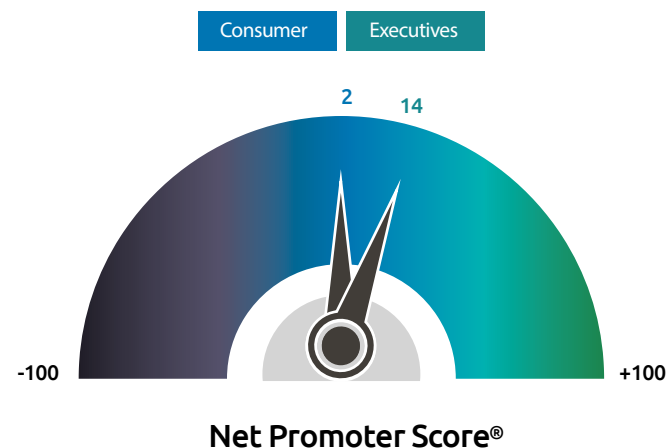 Consumer
Executives
2
14
-100
+100
Net Promoter Score®